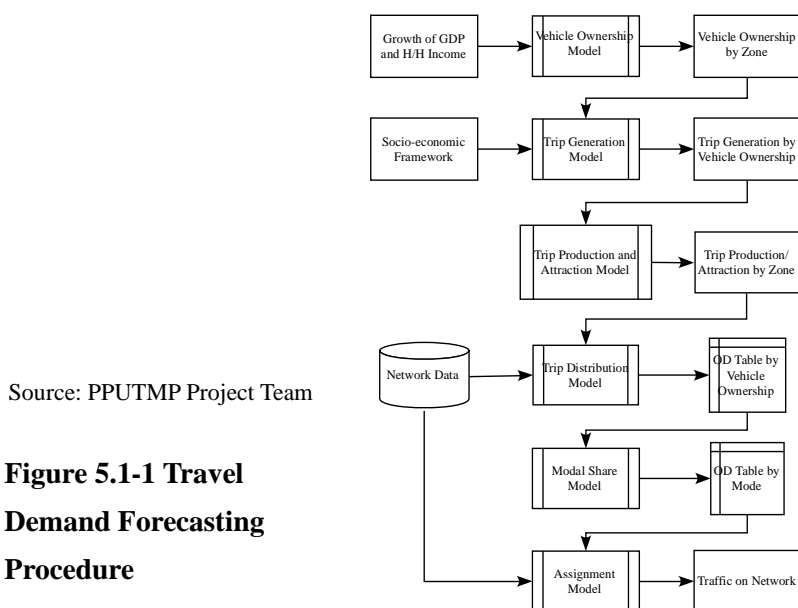 Growth of GDP
and H/H Income
Vehicle Ownership
Model
Vehicle Ownership
by Zone
Socio-economic
Framework
Trip Generation
Model
Trip Generation by
Vehicle Ownership
Trip Production and
Attraction Model
Trip Production/
Attraction by Zone
Network Data
Trip Distribution
Model
OD Table by
Vehicle
Ownership
Source: PPUTMP Project Team
Modal Share
Model
OD Table by
Mode
Figure 5.1-1 Travel
Demand Forecasting
Procedure
Assignment
Model
Traffic on Network